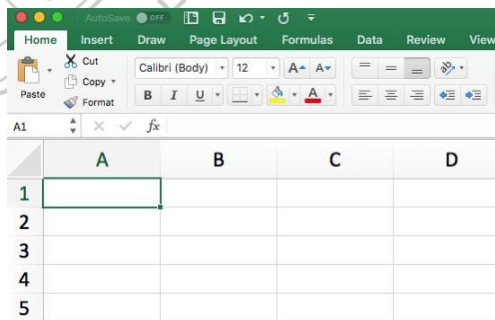 AutoSave OFF
Home Insert Draw Page Layout Formulas Data Review View
Cut
Copy
Format
Paste
Calibri (Body) 12 A A
B I U A
A1 fx
A B C D
1
2
3
4
5